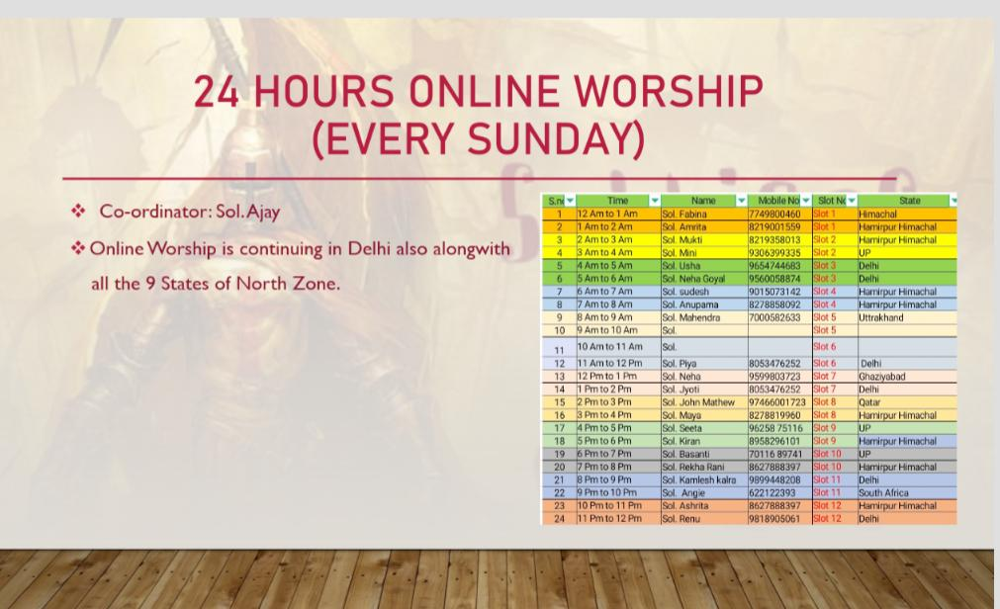 24 HOURS ONLINE WORSHIP
(EVERY SUNDAY)
❖ Co-ordinator: Sol. Ajay
❖ Online Worship is continuing in Delhi also alongwith
all the 9 States of North Zone.
S.no Time Name Mobile No Slot No State
1 12 Am to 1 Am Sol. Fabina 7749800460 Slot 1 Himachal
2 1 Am to 2 Am Sol. Amrita 8219001559 Slot 1 Hamirpur Himachal
3 2 Am to 3 Am Sol. Mukti 8219358013 Slot 2 Hamirpur Himachal
4 3 Am to 4 Am Sol. Mini 9306399335 Slot 2 UP
5 4 Am to 5 Am Sol. Usha 9654744683 Slot 3 Delhi
6 5 Am to 6 Am Sol. Neha Goyal 9560058874 Slot 3 Delhi
7 6 Am to 7 Am Sol. sudesh 9015073142 Slot 4 Hamirpur Himachal
8 7 Am to 8 Am Sol. Anupama 8278858092 Slot 4 Hamirpur Himachal
9 8 Am to 9 Am Sol. Mahendra 7000582633 Slot 5 Uttrakhand
10 9 Am to 10 Am Sol. Slot 5
11 10 Am to 11 Am Sol. Slot 6
12 11 Am to 12 Pm Sol. Piya 8053476252 Slot 6 Delhi
13 12 Pm to 1 Pm Sol. Neha 9599803723 Slot 7 Ghaziyabad
14 1 Pm to 2 Pm Sol. Jyoti 8053476252 Slot 7 Delhi
15 2 Pm to 3 Pm Sol. John Mathew 97466001723 Slot 8 Qatar
16 3 Pm to 4 Pm Sol. Maya 8278819960 Slot 8 Hamirpur Himachal
17 4 Pm to 5 Pm Sol. Seeta 96258 75116 Slot 9 UP
18 5 Pm to 6 Pm Sol. Kiran 8958296101 Slot 9 Hamirpur Himachal
19 6 Pm to 7 Pm Sol. Basanti 70116 89741 Slot 10 UP
20 7 Pm to 8 Pm Sol. Rekha Rani 8627888397 Slot 10 Hamirpur Himachal
21 8 Pm to 9 Pm Sol. Kamlesh kalra 9899448208 Slot 11 Delhi
22 9 Pm to 10 Pm Sol. Angie 622122393 Slot 11 South Africa
23 10 Pm to 11 Pm Sol. Ashrita 8627888397 Slot 12 Hamirpur Himachal
24 11 Pm to 12 Pm Sol. Renu 9818905061 Slot 12 Delhi